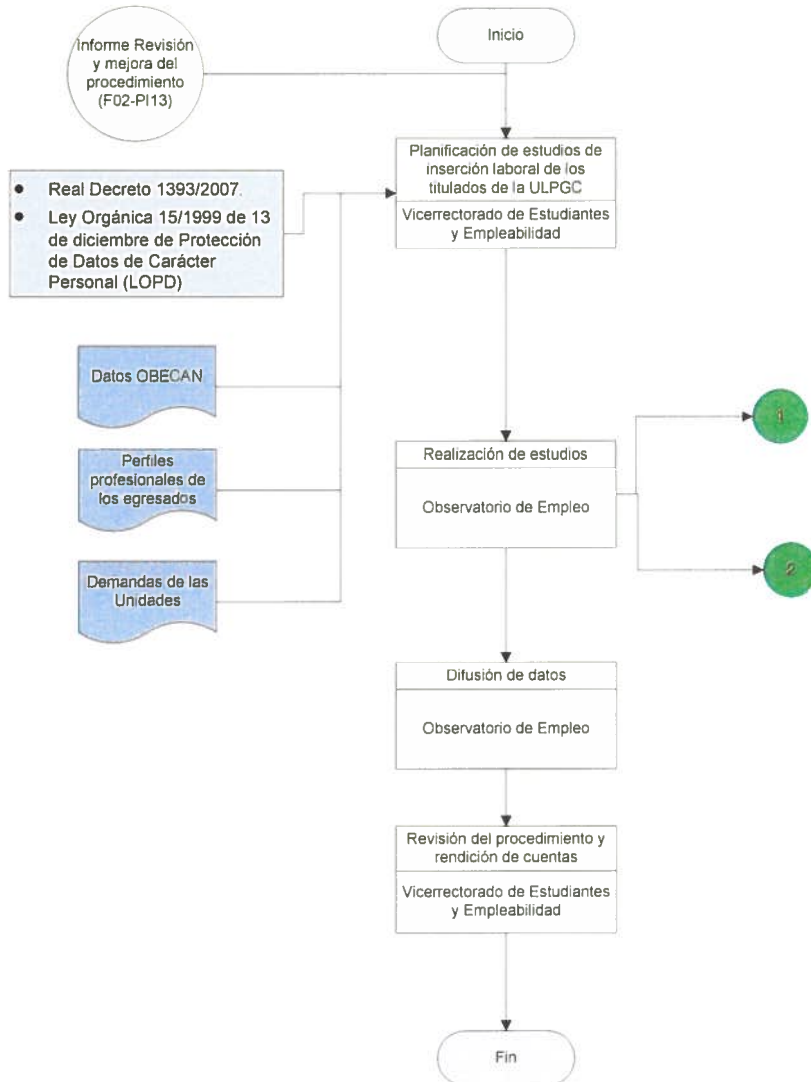 Informe Revisión
y mejora del
procedimiento
(F02-PI13)
Inicio
Planificación de estudios de
inserción laboral de los
titulados de la ULPGC
Vicerrectorado de Estudiantes
y Empleabilidad
• Real Decreto 1393/2007.
• Ley Orgánica 15/1999 de 13
de diciembre de Protección
de Datos de Carácter
Personal (LOPD)
Datos OBECAN
Perfiles
profesionales de
los egresados
Demandas de las
Unidades
Realización de estudios
Observatorio de Empleo
1
2
Difusión de datos
Observatorio de Empleo
Revisión del procedimiento y
rendición de cuentas
Vicerrectorado de Estudiantes
y Empleabilidad
Fin